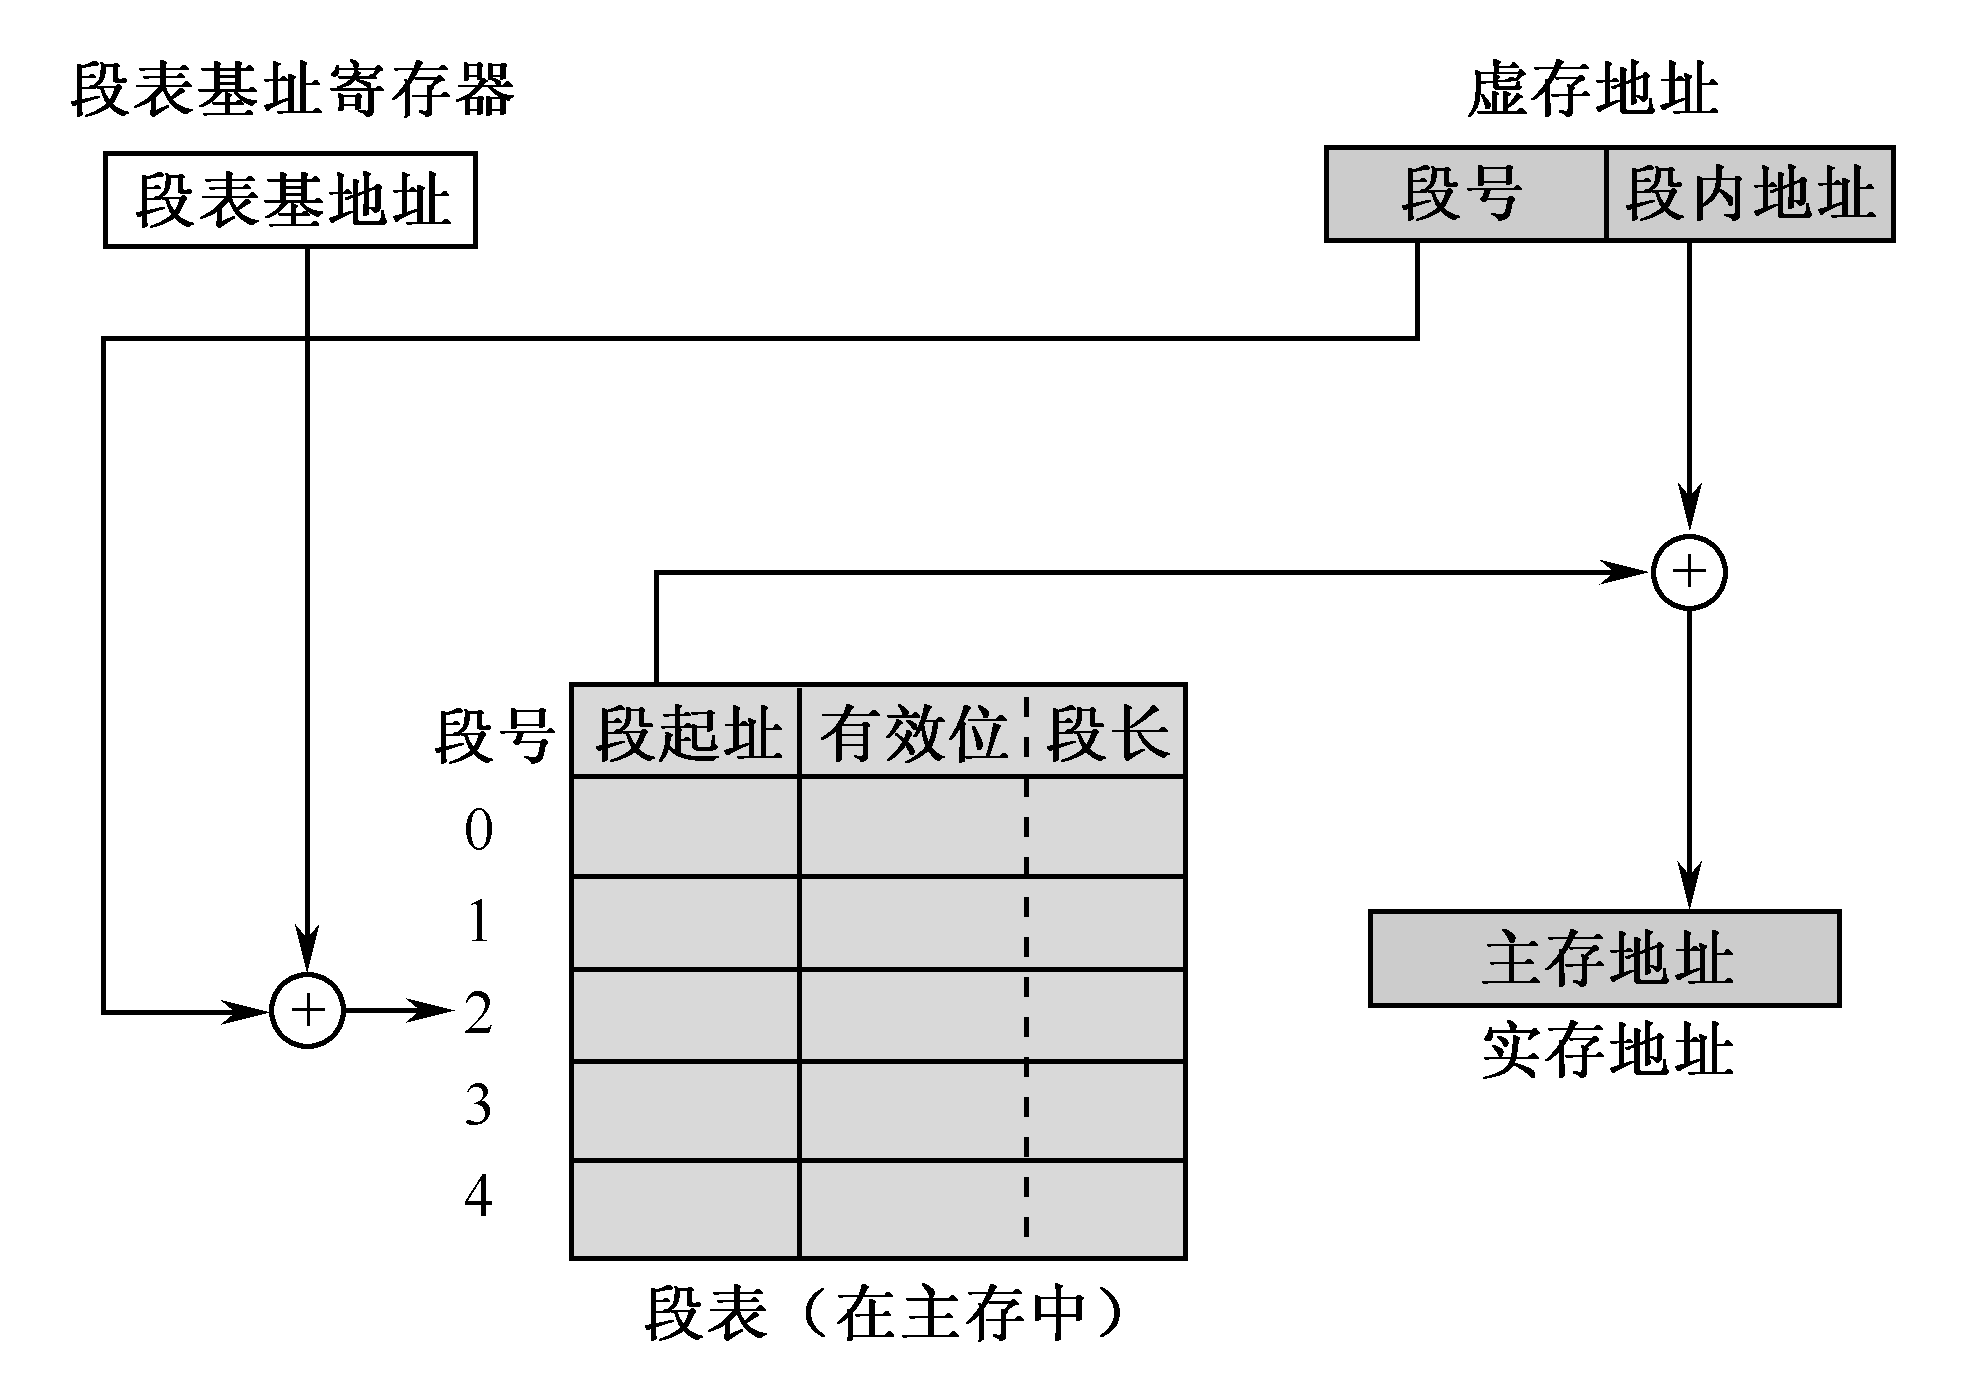 段表基址寄存器
虚存地址
段表基地址
段号 段内地址
+
段号 段起址 有效位 段长
0
1
2
3
4
+
主存地址
实存地址
段表（在主存中）